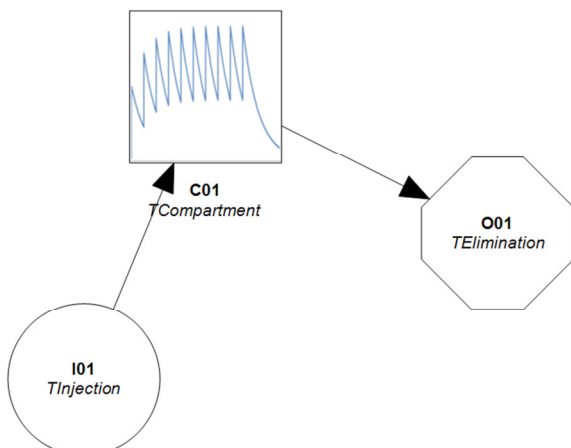 C01
TCompartment
O01
TElimination
I01
TInjection